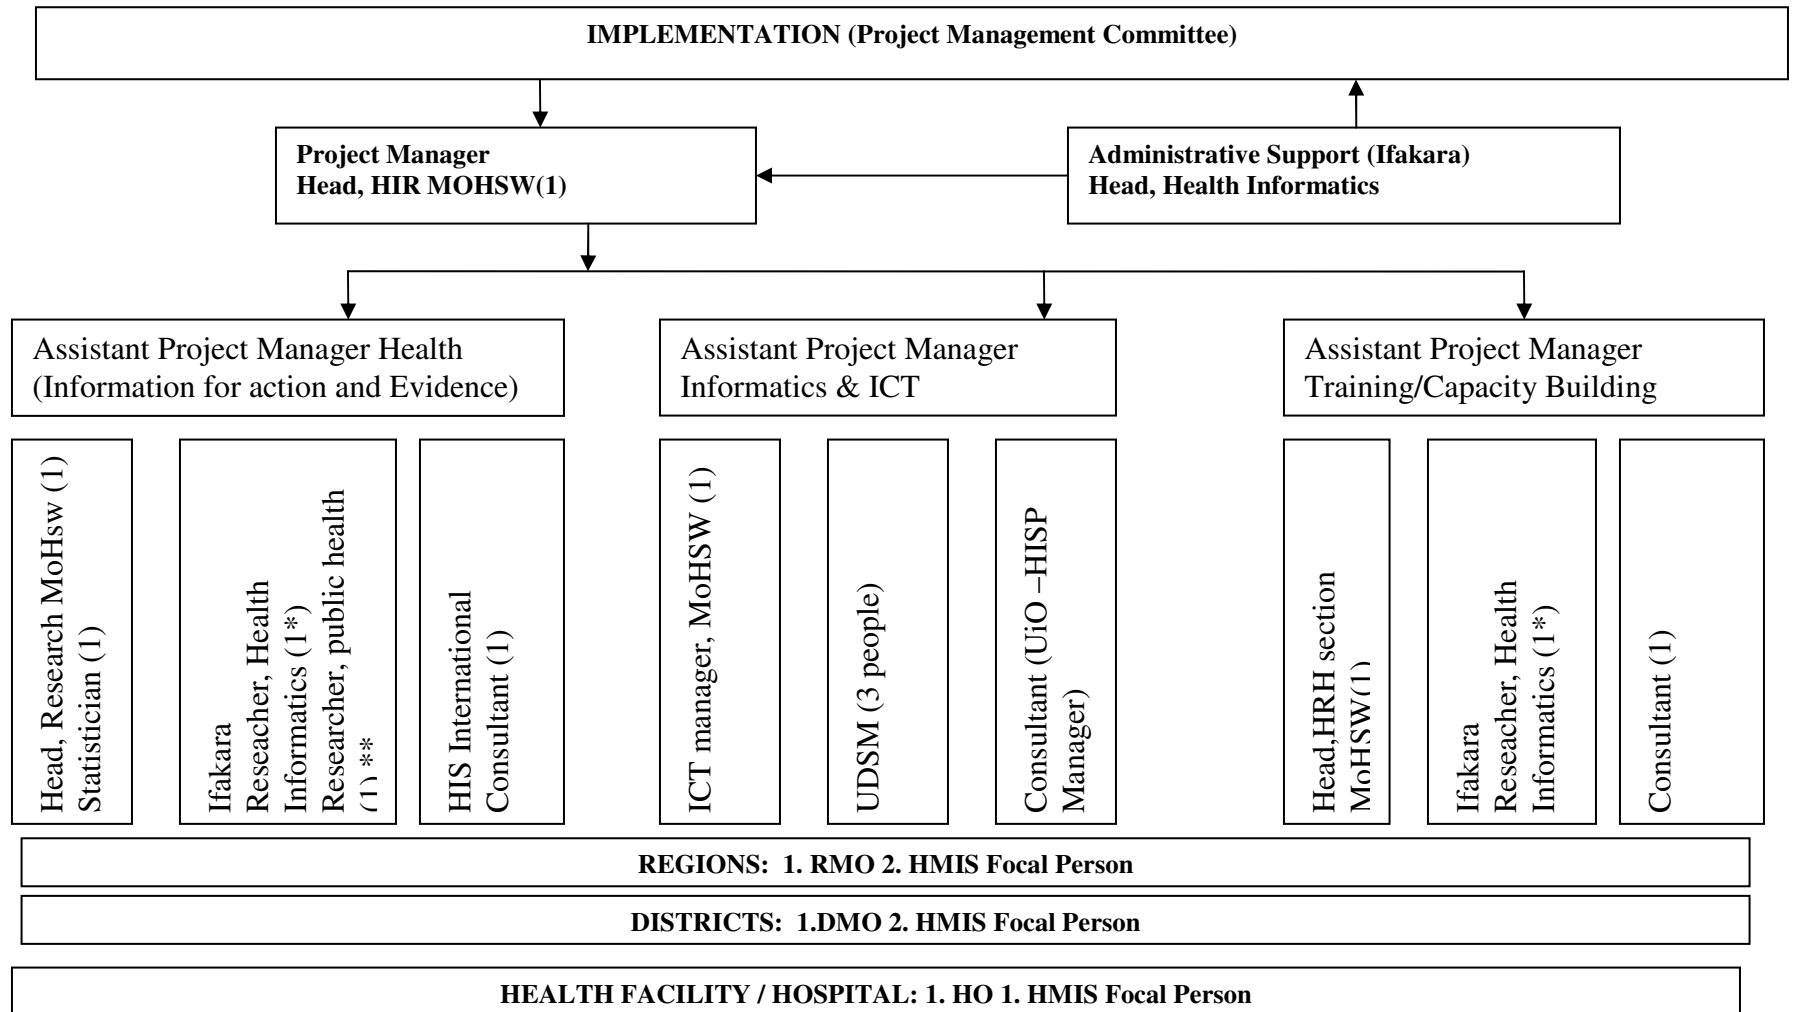 IMPLEMENTATION (Project Management Committee)
Project Manager
Head, HIR MOHSW(1)
Administrative Support (Ifakara)
Head, Health Informatics
Assistant Project Manager Health
(Information for action and Evidence)
Assistant Project Manager
Informatics & ICT
Assistant Project Manager
Training/Capacity Building
Head, Research MoHsw (1)
Statistician (1)
Ifakara
Reseacher, Health
Informatics (1*)
Researcher, public health
(1) **
HIS International
Consultant (1)
ICT manager, MoHSW (1)
UDSM (3 people)
Consultant (UiO –HISP
Manager)
Head,HRH section
MoHSW(1)
Ifakara
Reseacher, Health
Informatics (1*)
Consultant (1)
REGIONS: 1. RMO 2. HMIS Focal Person
DISTRICTS: 1.DMO 2. HMIS Focal Person
HEALTH FACILITY / HOSPITAL: 1. HO 1. HMIS Focal Person